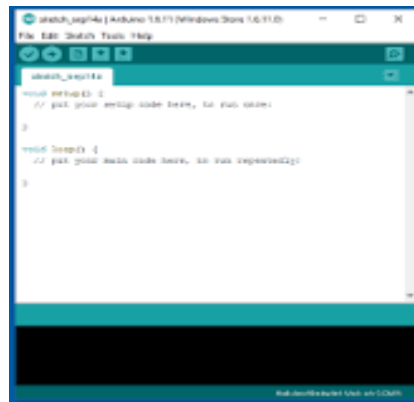 sketch_sep14a | Arduino 1.8.11 (Windows Store 1.8.11.0)
File Edit Sketch Tools Help
sketch_sep14a
void setup() {
// put your setup code here, to run once:
}
void loop() {
// put your main code here, to run repeatedly:
}